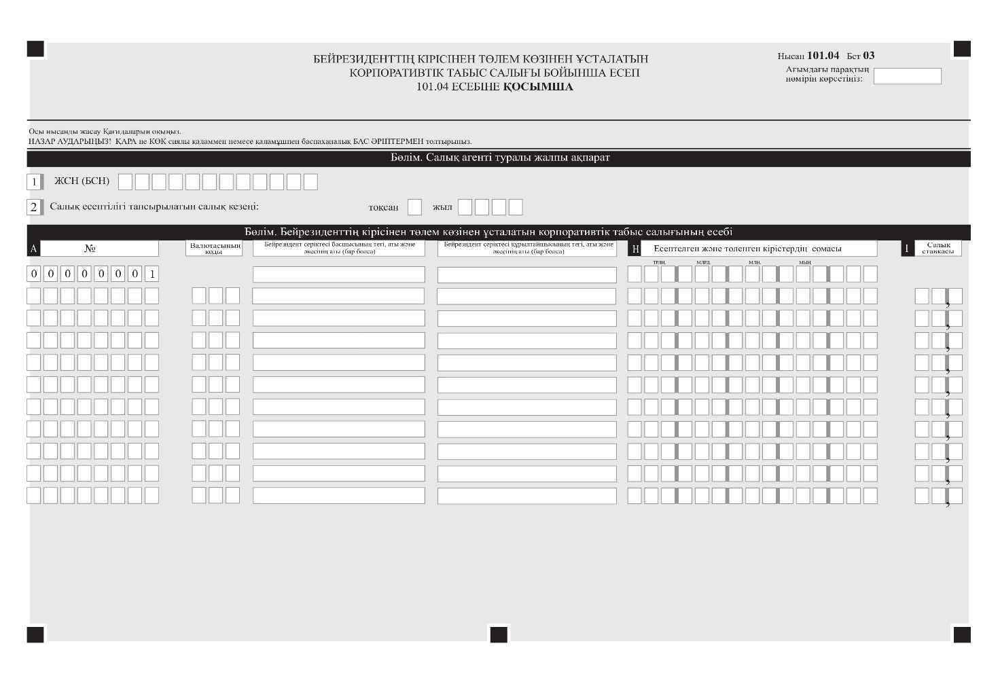 БЕЙРЕЗИДЕНТТІҢ КІРІСІНЕН ТӨЛЕМ КӨЗІНЕН ҰСТАЛАТЫН
КОРПОРАТИВТІК ТАБЫС САЛЫҒЫ БОЙЫНША ЕСЕП
101.04 ЕСЕБІНЕ ҚОСЫМША
Нысан 101.04 Бет 03
Ағымдағы парақтың
нөмірін көрсетіңіз:
Осы нысанды жасау Қағидаларын оқыңыз.
НАЗАР АУДАРЫҢЫЗ! ҚАРА не КӨК сиялы қаламмен немесе қаламұшпен баспаханалық БАС ӘРІПТЕРМЕН толтырыңыз.
Бөлім. Салық агенті туралы жалпы ақпарат
1 ЖСН (БСН)
2 Салық есептілігі тапсырылатын салық кезеңі: тоқсан жыл
Бөлім. Бейрезиденттің кірісінен төлем көзінен ұсталатын корпоративтік табыс салығының есебі
A №
Валютасының
коды
Бейрезидент серіктесі басшысының тегі, аты және
әкесінің аты (бар болса)
Бейрезидент серіктесі құрылтайшысының тегі, аты және
әкесінің аты (бар болса)
H Есептелген және төленген кірістердің сомасы
I Салық
ставкасы
ТРЛН. МЛРД. МЛН. МЫҢ
0 0 0 0 0 0 0 1
,
,
,
,
,
,
,
,
,
,